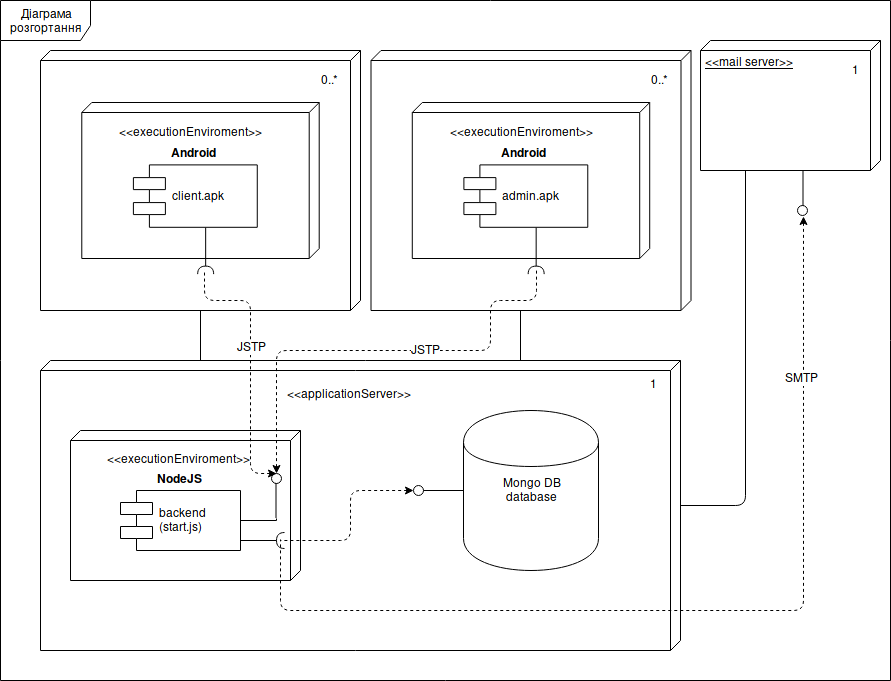 Діаграма
розгортання
0..*
<<executionEnviroment>>
Android
client.apk
0..*
<<executionEnviroment>>
Android
admin.apk
<<mail server>>
1
JSTP
JSTP
SMTP
<<applicationServer>>
1
<<executionEnviroment>>
NodeJS
backend
(start.js)
Mongo DB
database